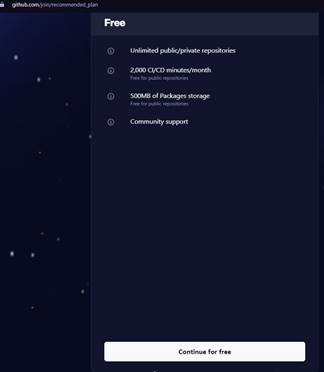 github.com/join/recommended_plan
Free
Unlimited public/private repositories
2,000 CI/CD minutes/month
Free for public repositories
500MB of Packages storage
Free for public repositories
Community support
Continue for free